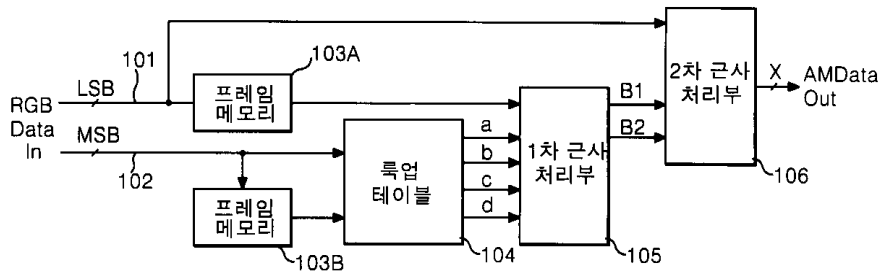 101
LSB
RGB
Data
In
MSB
102
103A
프레임
메모리
프레임
메모리
103B
룩업
테이블
104
a
b
c
d
1차 근사
처리부
105
B1
B2
2차 근사
처리부
106
X
AMData
Out